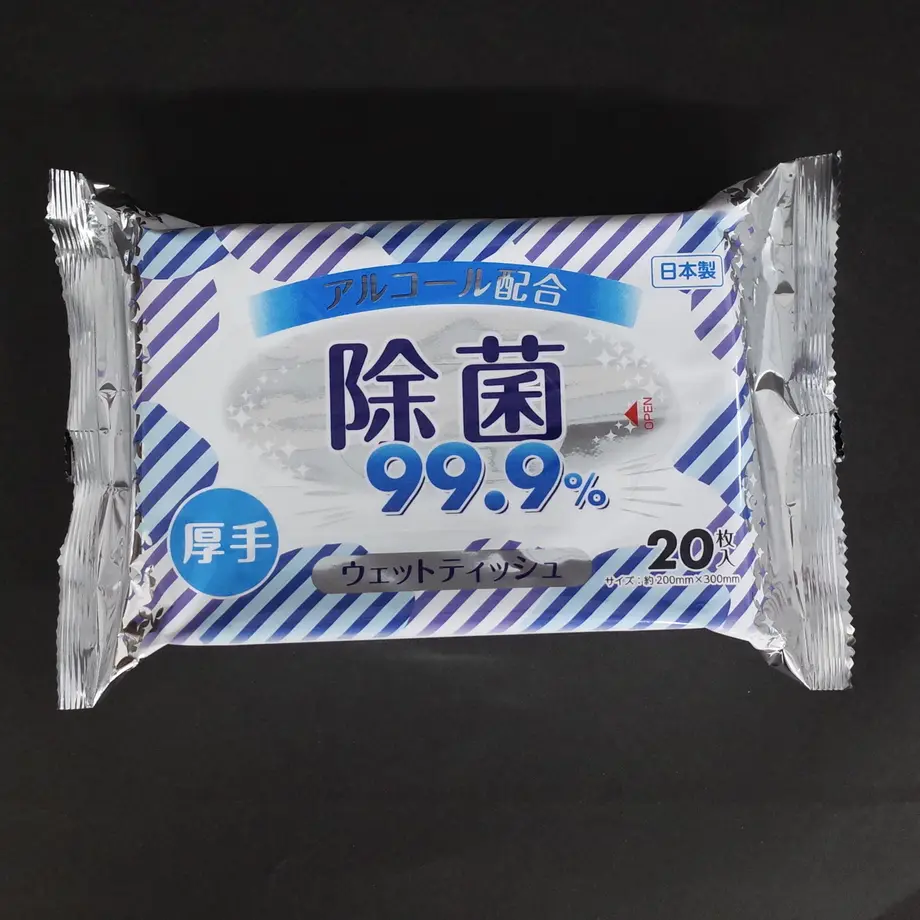 アルコール配合
日本製
除菌
99.9%
OPEN
厚手
ウェットティッシュ
20枚入
サイズ：約200mm×300mm